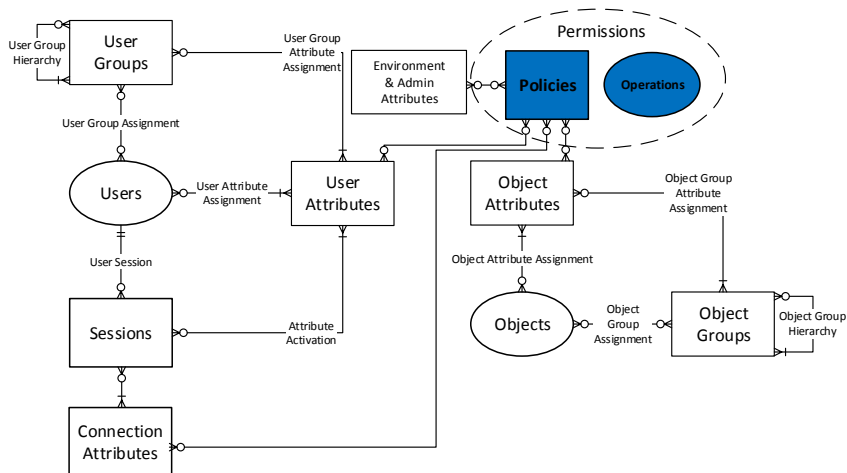 Permissions
User Group
Hierarchy
User
Groups
User Group
Attribute
Assignment
Environment
& Admin
Attributes
Policies
Operations
User Group Assignment
Users
User Attribute
Assignment
User
Attributes
Object
Attributes
Object Group
Attribute
Assignment
User Session
Object Attribute Assignment
Sessions
Attribute
Activation
Objects
Object
Group
Assignment
Object
Groups
Object Group
Hierarchy
Connection
Attributes